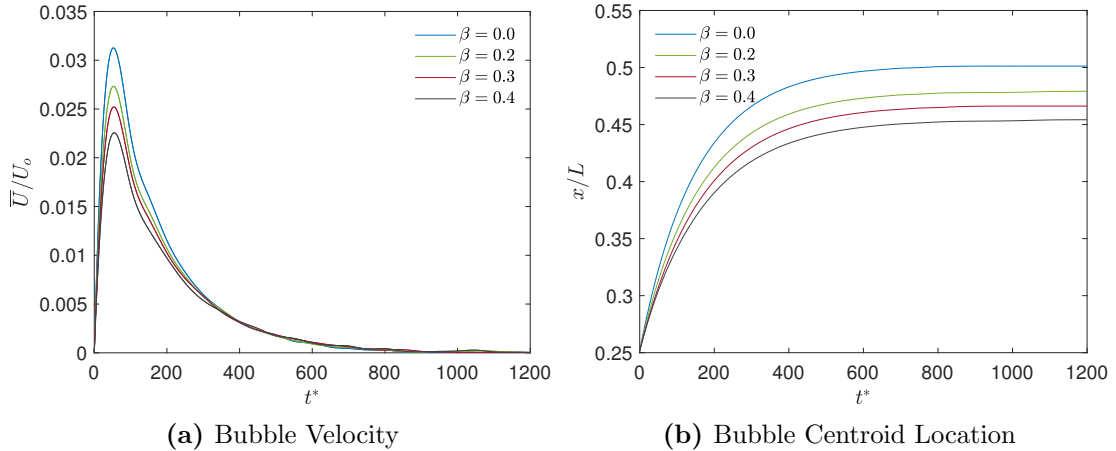 0.035
0.03
0.025
0.02
0.015
0.01
0.005
0
U̅/U_o
0 200 400 600 800 1000 1200
t*
β = 0.0
β = 0.2
β = 0.3
β = 0.4
(a) Bubble Velocity
0.55
0.5
0.45
0.4
0.35
0.3
0.25
x/L
0 200 400 600 800 1000 1200
t*
β = 0.0
β = 0.2
β = 0.3
β = 0.4
(b) Bubble Centroid Location